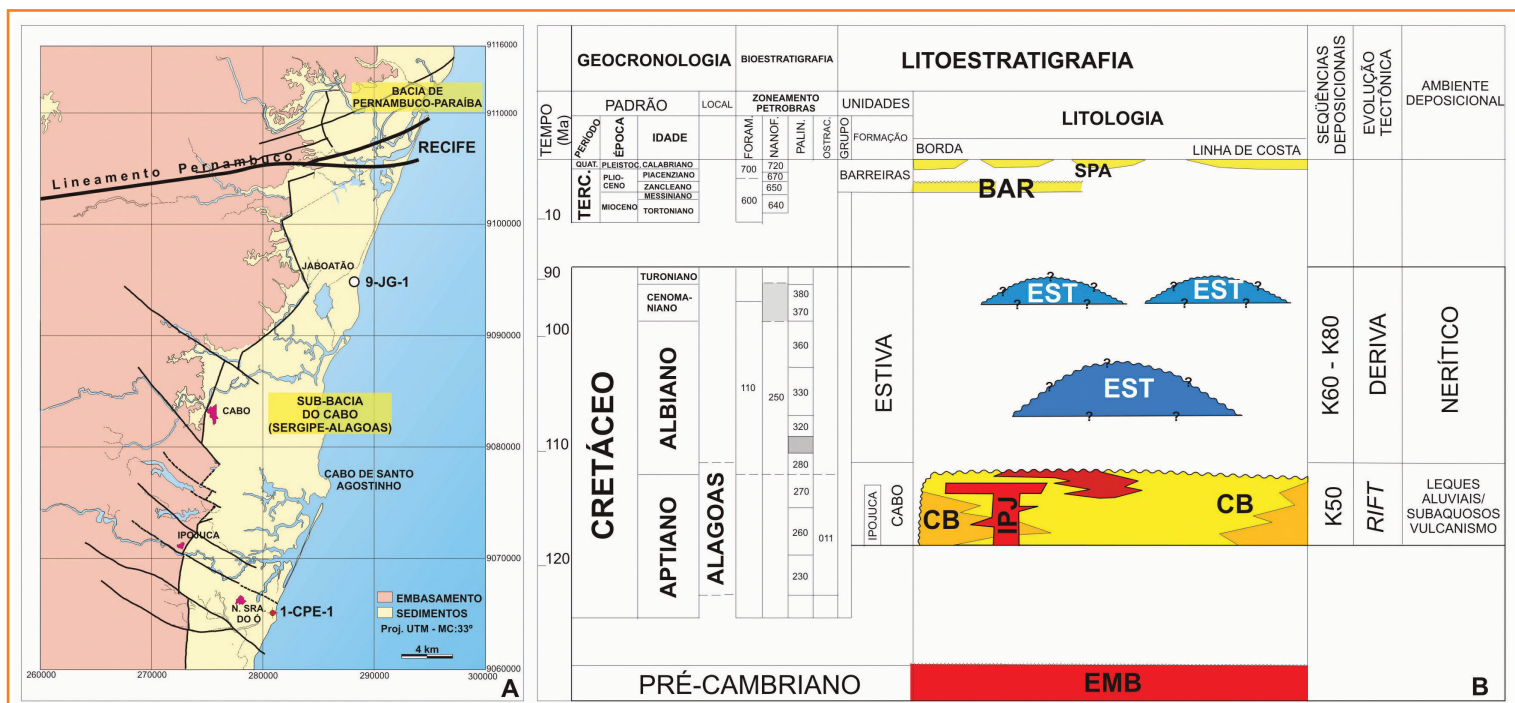 9116000
BACIA DE
PERNAMBUCO-PARAÍBA
9110000
RECIFE
Lineamento Pernambuco
9100000
JABOATÃO
9-JG-1
9090000
SUB-BACIA
DO CABO
(SERGIPE-ALAGOAS)
CABO
9080000
CABO DE SANTO
AGOSTINHO
IPOJUCA
9070000
EMBASAMENTO
SEDIMENTOS
N. SRA.
DO Ó
1-CPE-1
Proj. UTM - MC:33º
4 km
9060000
260000
270000
280000
290000
300000
A
TEMPO
(Ma)
GEOCRONOLOGIA
BIOESTRATIGRAFIA
LITOESTRATIGRAFIA
SEQÜÊNCIAS
DEPOSICIONAIS
EVOLUÇÃO
TECTÔNICA
AMBIENTE
DEPOSICIONAL
PADRÃO
LOCAL
ZONEAMENTO
PETROBRAS
UNIDADES
LITOLOGIA
PERÍODO
ÉPOCA
IDADE
FORAM.
NANOF.
PALIN.
OSTRAC.
GRUPO
FORMAÇÃO
BORDA
LINHA DE COSTA
QUAT.
PLEISTOC.
CALABRIANO
700
720
BARREIRAS
SPA
TERC.
PLIO-
CENO
PIACENZIANO
670
ZANCLEANO
650
BAR
MIOCENO
MESSINIANO
600
TORTONIANO
640
10
90
TURONIANO
EST
EST
CENOMA-
NIANO
380
370
100
CRETÁCEO
ALBIANO
110
250
360
330
320
280
ESTIVA
EST
K60 - K80
DERIVA
NERÍTICO
110
APTIANO
ALAGOAS
270
260
230
011
IPOJUCA
CABO
CB
IPJ
CB
K50
RIFT
LEQUES
ALUVIAIS/
SUBAQUOSOS
VULCANISMO
120
PRÉ-CAMBRIANO
EMB
B